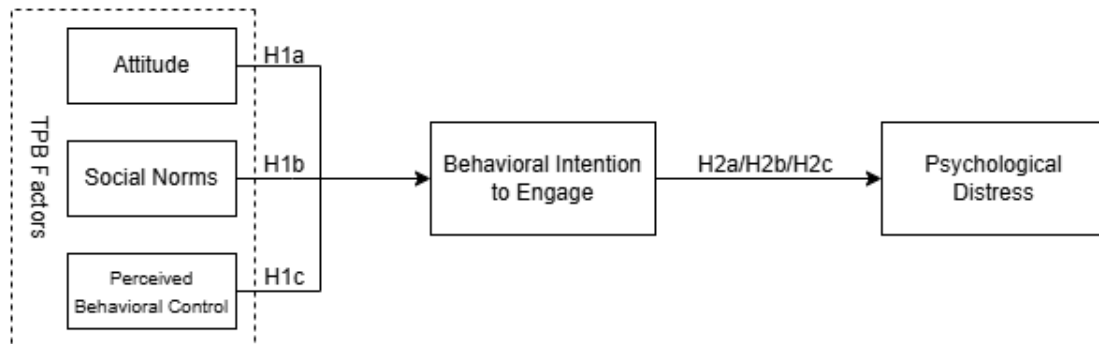 TPB Factors
Attitude
H1a
Social Norms
H1b
Perceived
Behavioral Control
H1c
Behavioral Intention
to Engage
H2a/H2b/H2c
Psychological
Distress